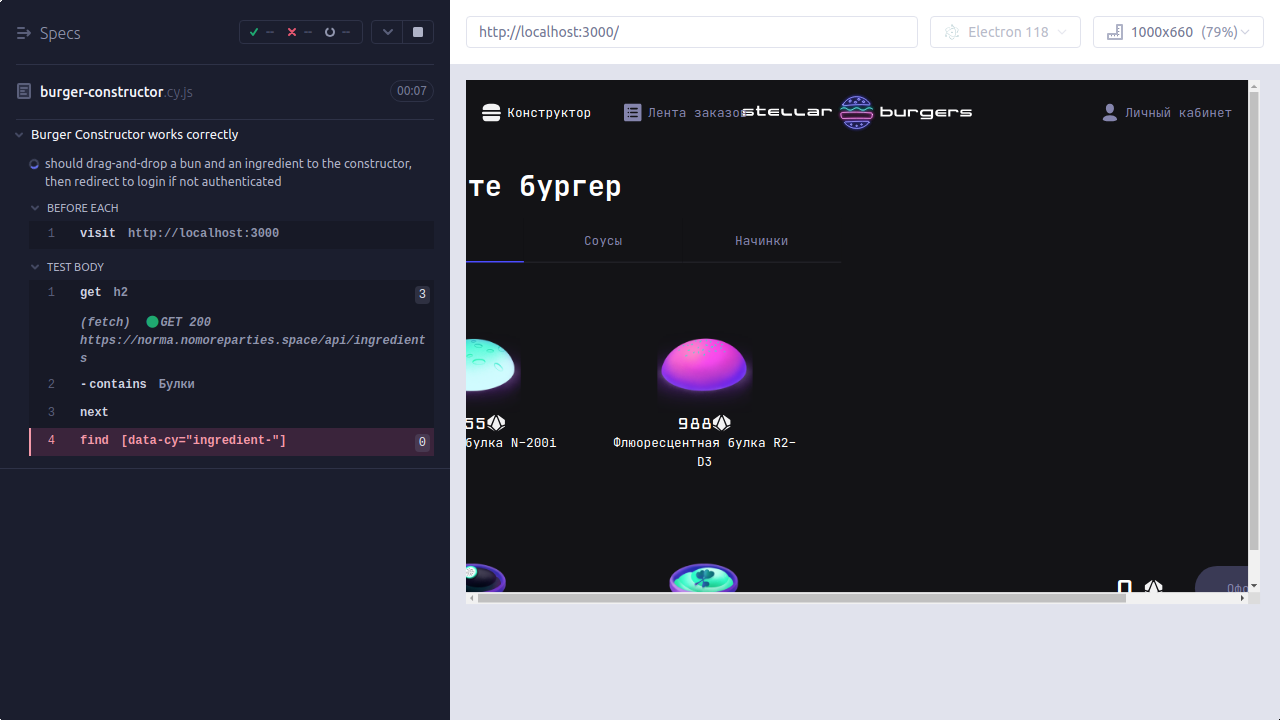 Specs
--
--
--
http://localhost:3000/
Electron 118
1000x660 (79%)
burger-constructor.cy.js
00:07
Burger Constructor works correctly
should drag-and-drop a bun and an ingredient to the constructor,
then redirect to login if not authenticated
BEFORE EACH
1 visit http://localhost:3000
TEST BODY
1 get h2 3
(fetch) GET 200
https://norma.nomoreparties.space/api/ingredient
s
2 -contains Булки
3 next
4 find [data-cy="ingredient-"] 0
Конструктор
Лента заказов
stellar burgers
Личный кабинет
те бургер
Соусы
Начинки
55
988
булка N-200i
Флюоресцентная булка R2-
D3
0
Офо